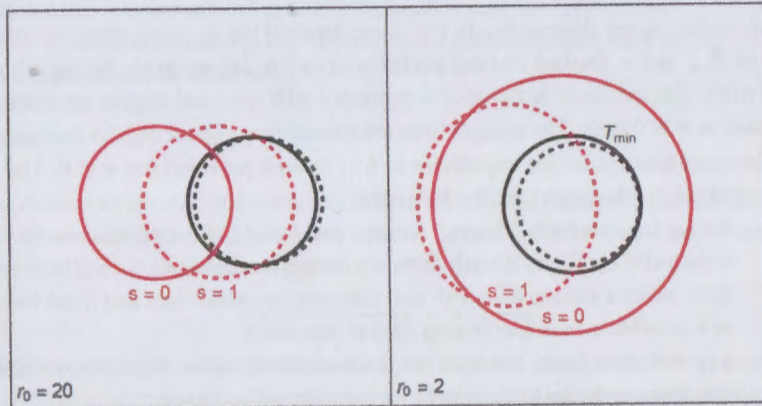 s = 0 s = 1
r0 = 20
Tmin
s = 1
s = 0
r0 = 2